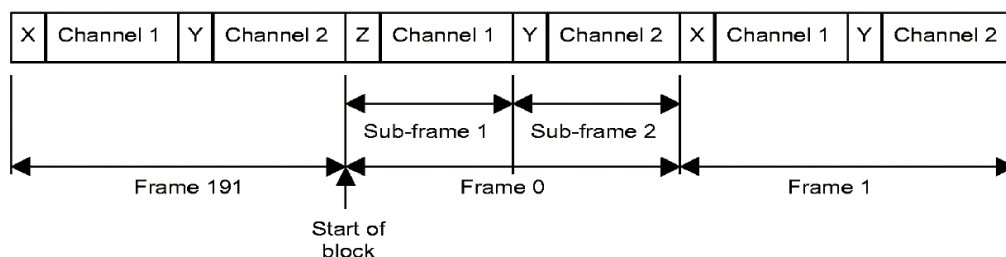 X Channel 1 Y Channel 2 Z Channel 1 Y Channel 2 X Channel 1 Y Channel 2
Sub-frame 1 Sub-frame 2
Frame 191 Frame 0 Frame 1
Start of
block